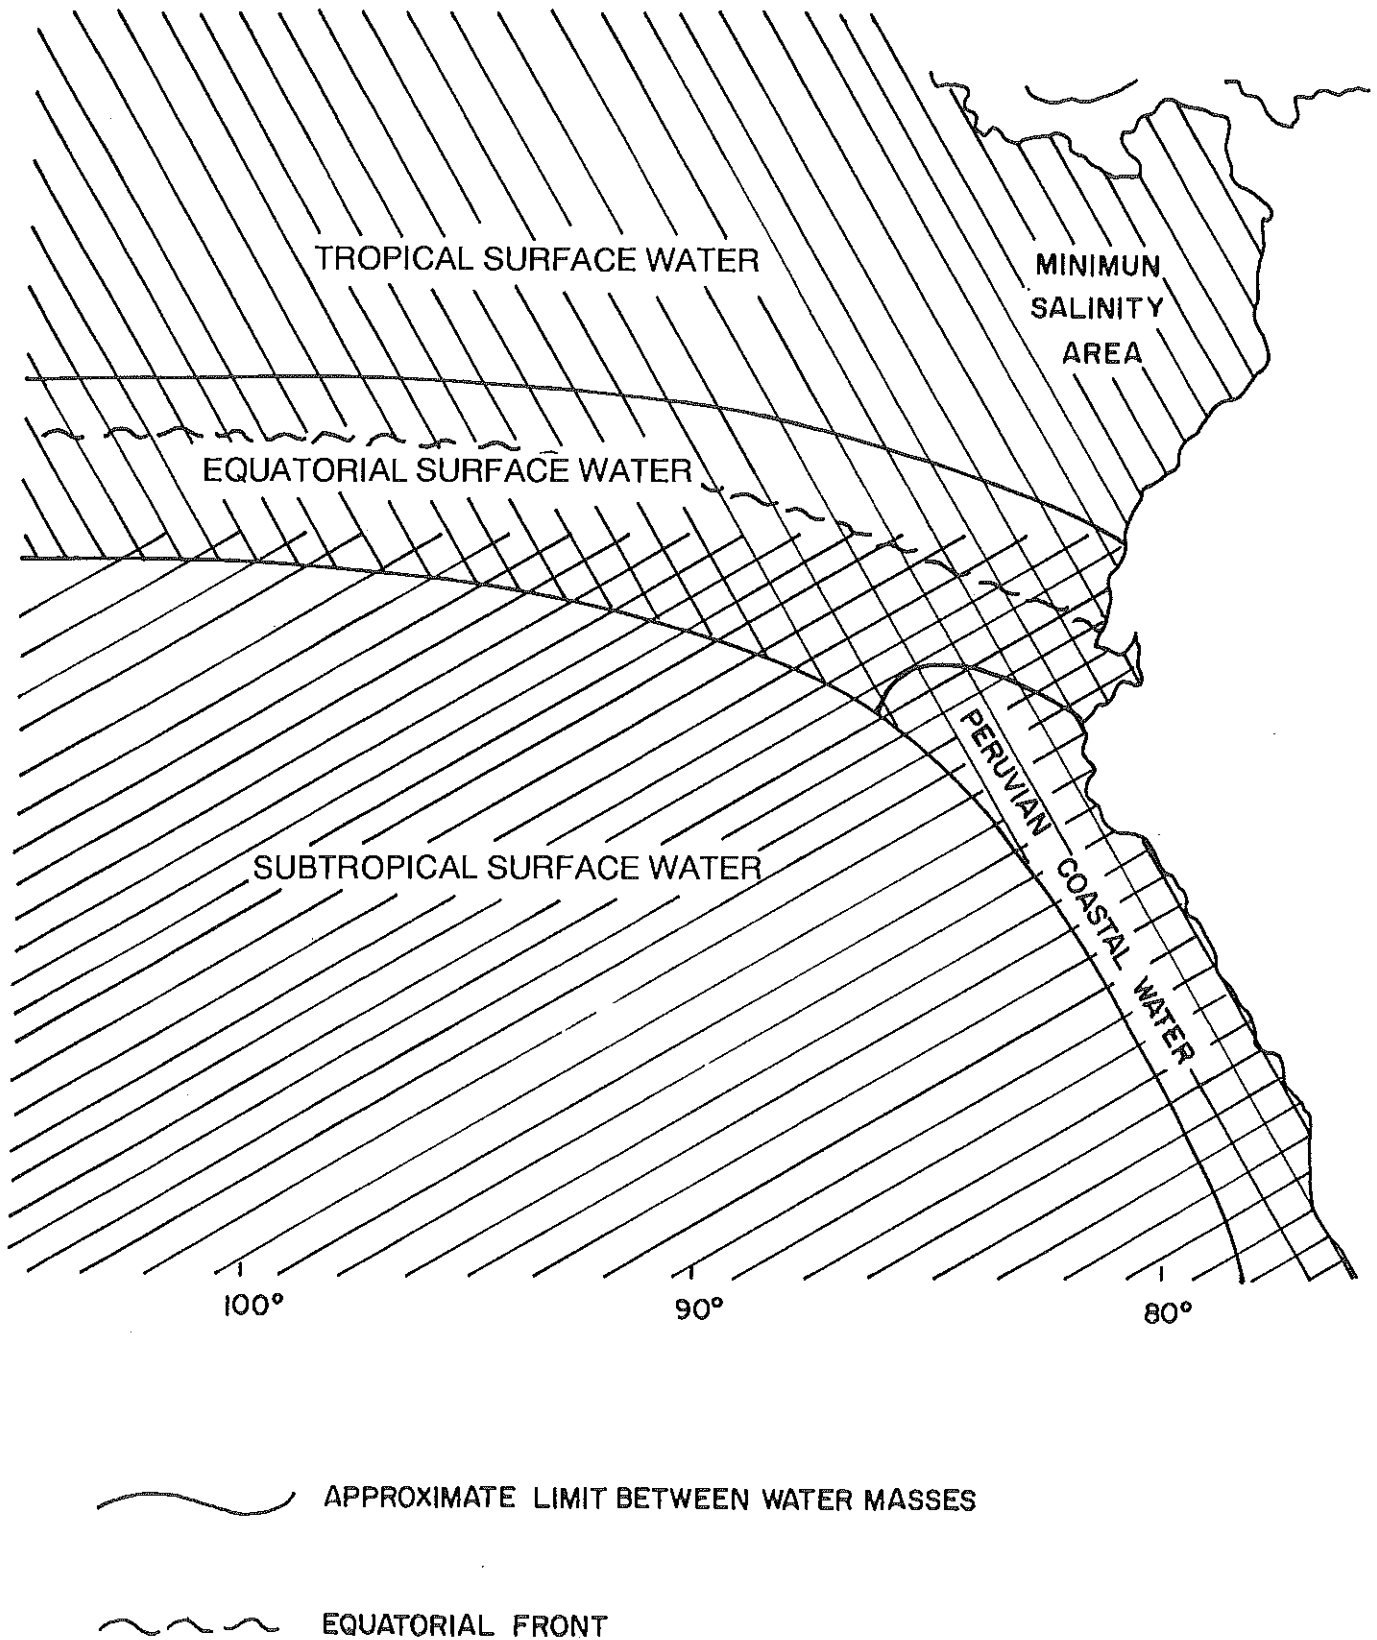 TROPICAL SURFACE WATER
MINIMUN
SALINITY
AREA
EQUATORIAL SURFACE WATER
PERUVIAN COASTAL WATER
SUBTROPICAL SURFACE WATER
100°
90°
80°
APPROXIMATE LIMIT BETWEEN WATER MASSES
EQUATORIAL FRONT